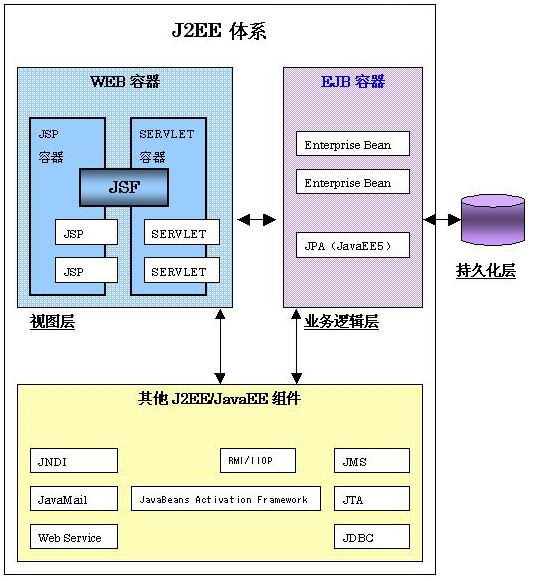 J2EE 体系
WEB 容器
EJB 容器
JSP
容器
SERVLET
容器
JSF
JSP
SERVLET
JSP
SERVLET
Enterprise Bean
Enterprise Bean
JPA（JavaEE5）
持久化层
视图层
业务逻辑层
其他 J2EE/JavaEE 组件
JNDI
RMI/IIOP
JMS
JavaMail
JavaBeans Activation Framework
JTA
Web Service
JDBC